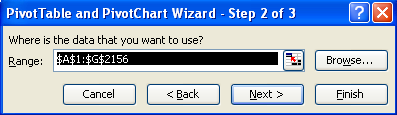 PivotTable and PivotChart Wizard - Step 2 of 3
Where is the data that you want to use?
Range: $A$1:$G$2156 Browse...
Cancel < Back Next > Finish